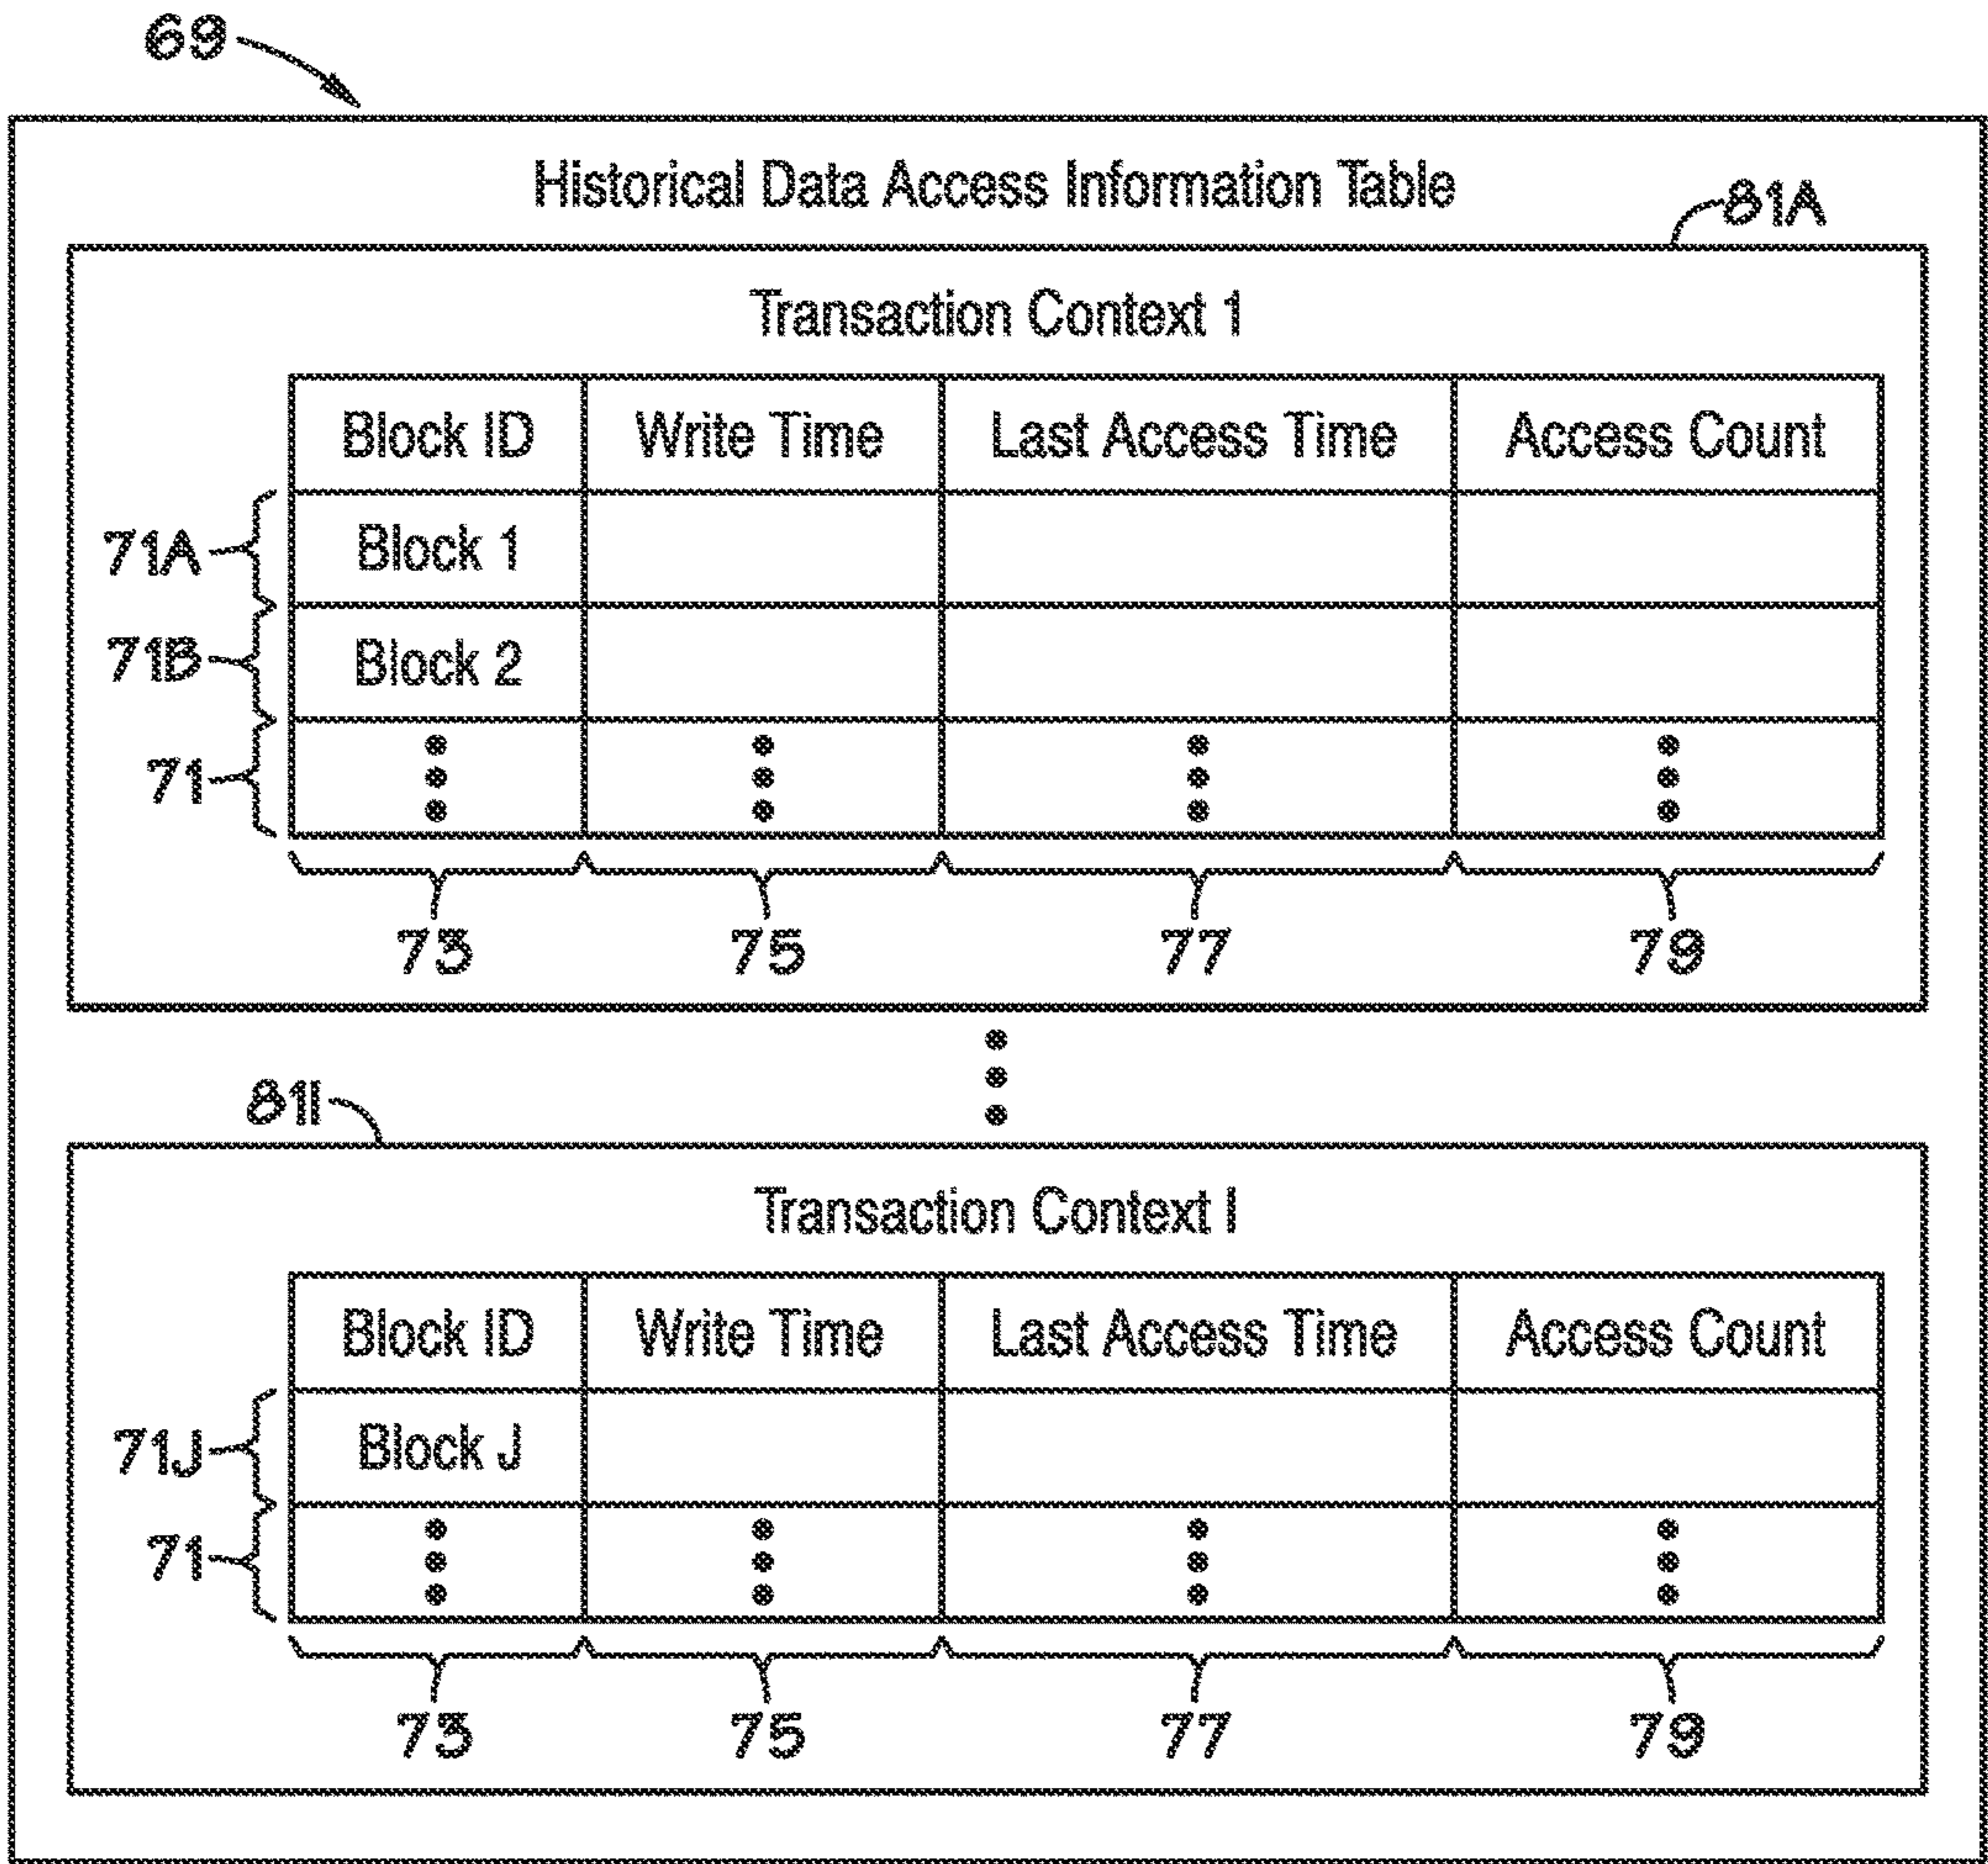 69
Historical Data Access Information Table
81A
Transaction Context 1
Block ID Write Time Last Access Time Access Count
71A Block 1
71B Block 2
71
73 75 77 79
81I
Transaction Context I
Block ID Write Time Last Access Time Access Count
71J Block J
71
73 75 77 79